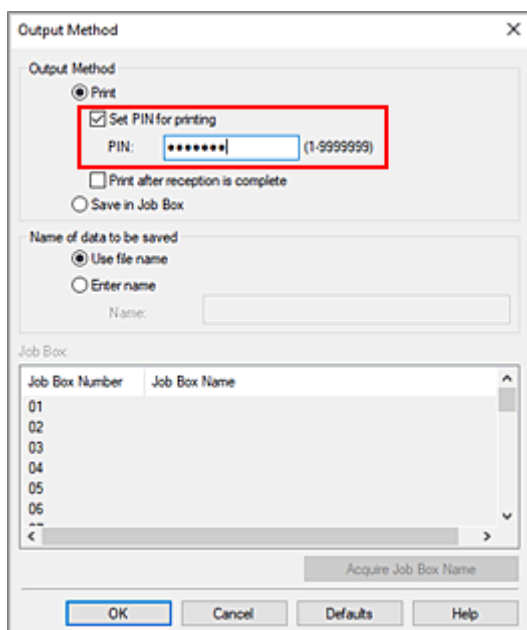 Output Method
Output Method
Print
Set PIN for printing
PIN: ●●●●●●● (1-9999999)
Print after reception is complete
Save in Job Box
Name of data to be saved
Use file name
Enter name
Name:
Job Box:
Job Box Number Job Box Name
01
02
03
04
05
06
Acquire Job Box Name
OK Cancel Defaults Help